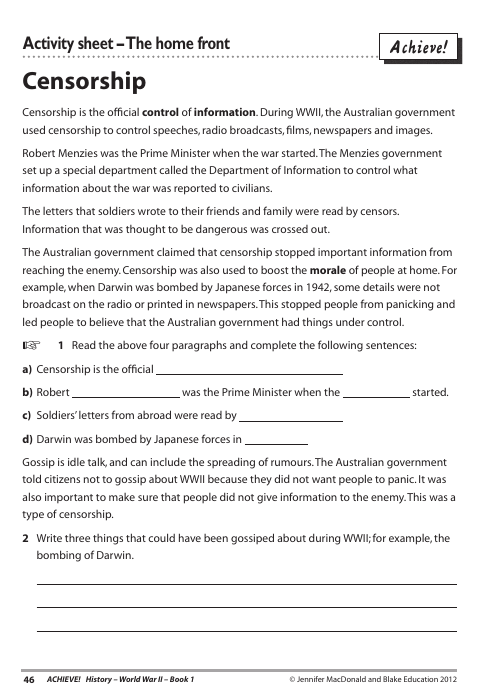 Activity sheet – The home front
Achieve!
Censorship
Censorship is the official control of information. During WWII, the Australian government
used censorship to control speeches, radio broadcasts, films, newspapers and images.
Robert Menzies was the Prime Minister when the war started. The Menzies government
set up a special department called the Department of Information to control what
information about the war was reported to civilians.
The letters that soldiers wrote to their friends and family were read by censors.
Information that was thought to be dangerous was crossed out.
The Australian government claimed that censorship stopped important information from
reaching the enemy. Censorship was also used to boost the morale of people at home. For
example, when Darwin was bombed by Japanese forces in 1942, some details were not
broadcast on the radio or printed in newspapers. This stopped people from panicking and
led people to believe that the Australian government had things under control.
1 Read the above four paragraphs and complete the following sentences:
a) Censorship is the official
b) Robert was the Prime Minister when the started.
c) Soldiers' letters from abroad were read by
d) Darwin was bombed by Japanese forces in
Gossip is idle talk, and can include the spreading of rumours. The Australian government
told citizens not to gossip about WWII because they did not want people to panic. It was
also important to make sure that people did not give information to the enemy. This was a
type of censorship.
2 Write three things that could have been gossiped about during WWII; for example, the
bombing of Darwin.
46 ACHIEVE! History – World War II – Book 1 © Jennifer MacDonald and Blake Education 2012